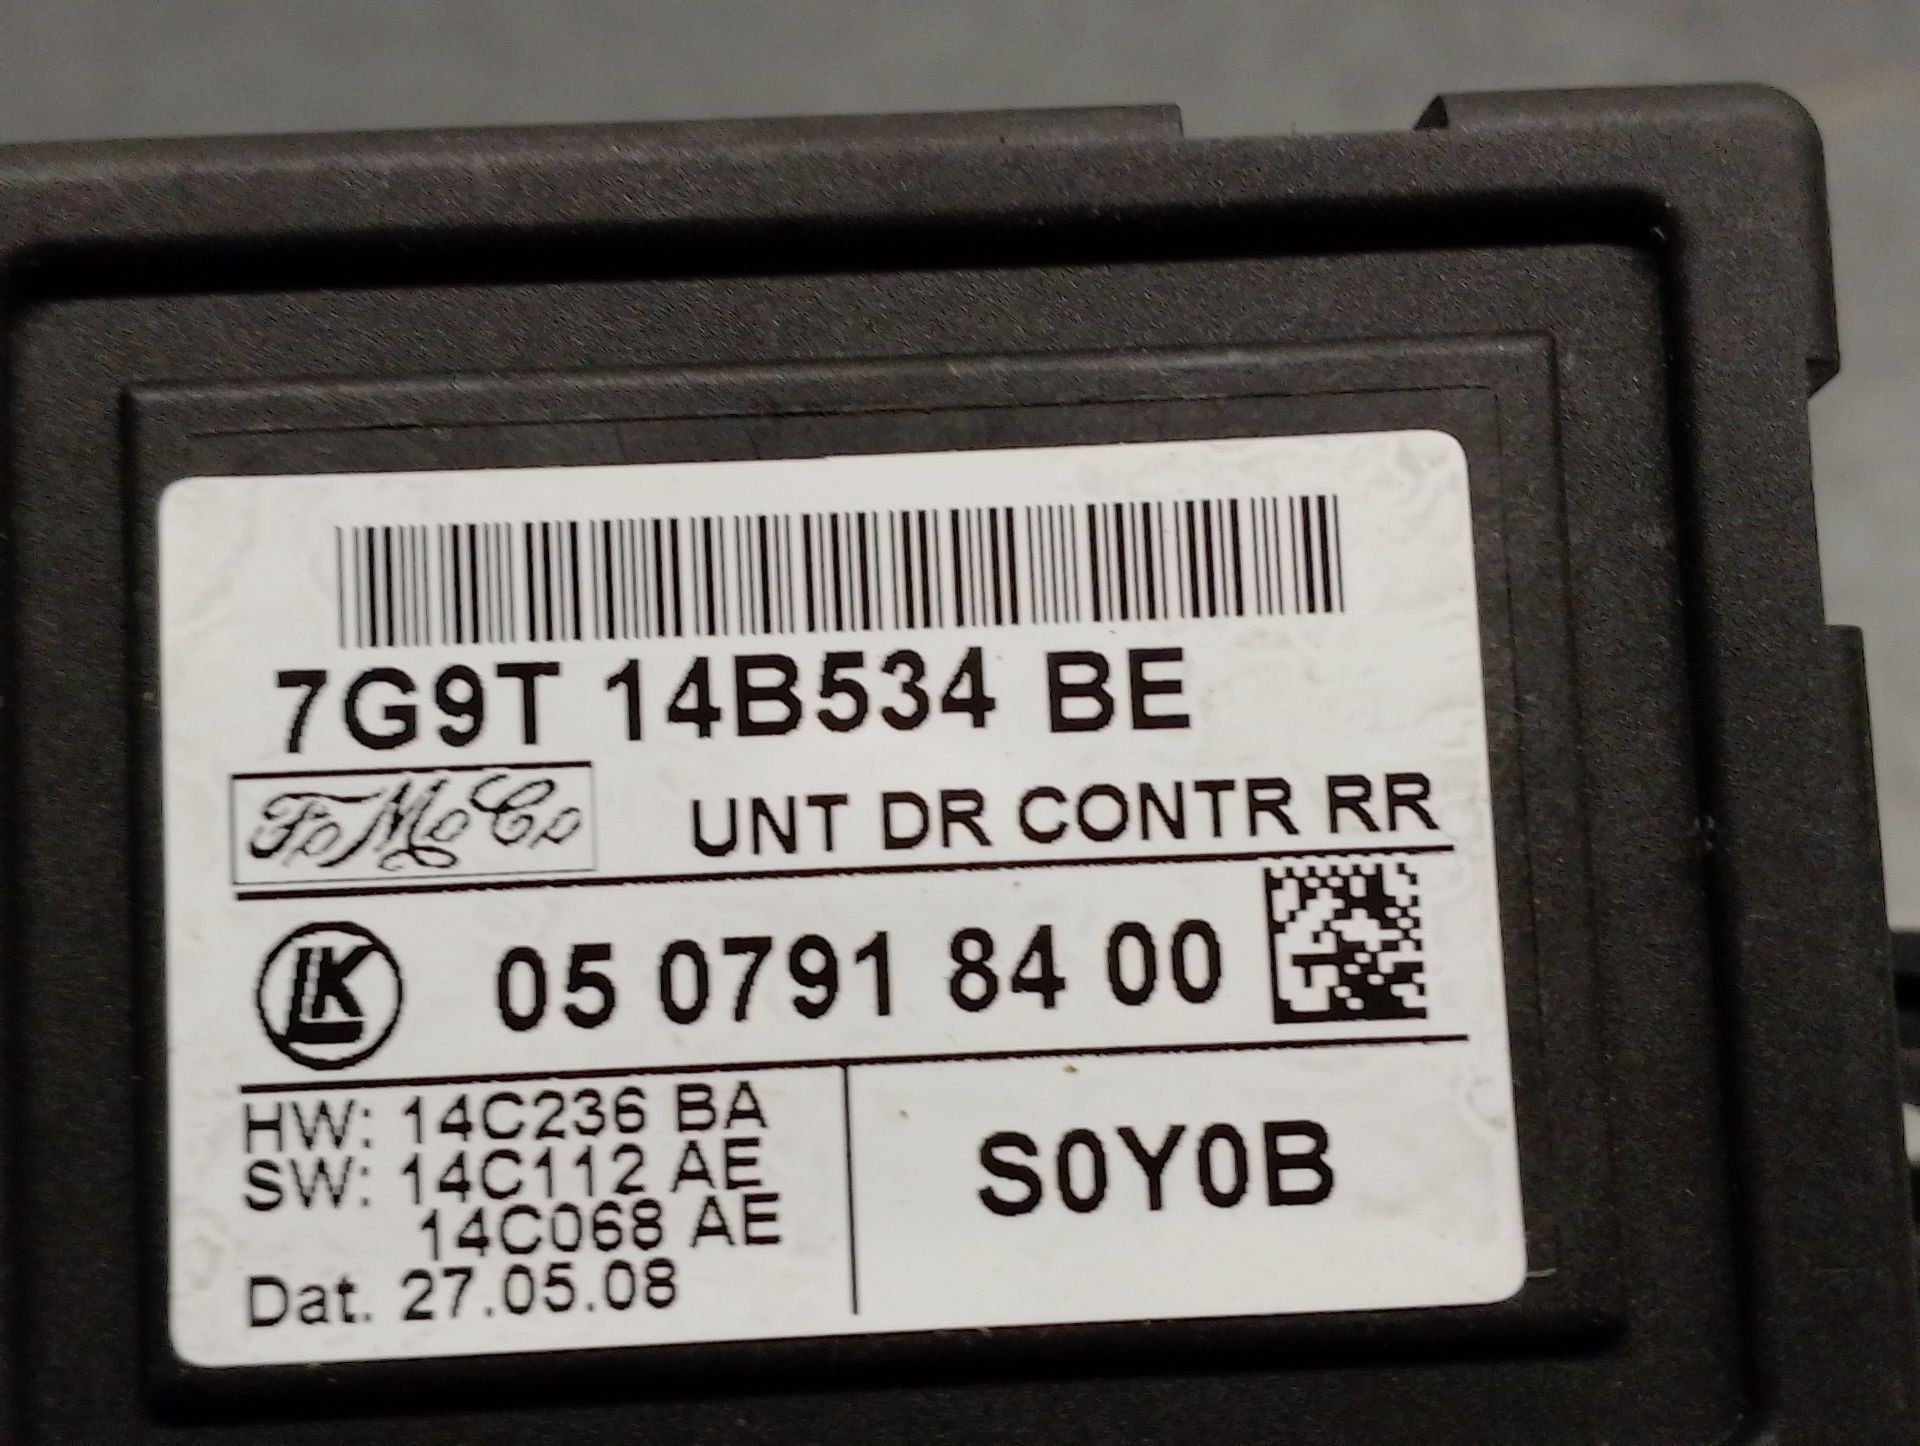 7G9T 14B534 BE
FoMoCo
UNT DR CONTR RR
LK
05 0791 84 00
HW: 14C236 BA
SW: 14C112 AE
14C068 AE
Dat. 27.05.08
S0Y0B